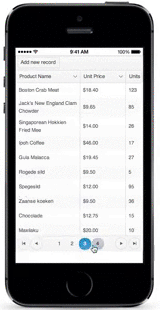 9:41 AM 100%
Add new record
Product Name Unit Price Units
Boston Crab Meat $18.40 123
Jack's New England Clam Chowder $9.65 85
Singaporean Hokkien Fried Mee $14.00 26
Ipoh Coffee $46.00 17
Gula Malacca $19.45 27
Rogede sild $9.50 5
Spegesild $12.00 95
Zaanse koeken $9.50 36
Chocolade $12.75 15
Maxilaku $20.00 10
1 2 3 4